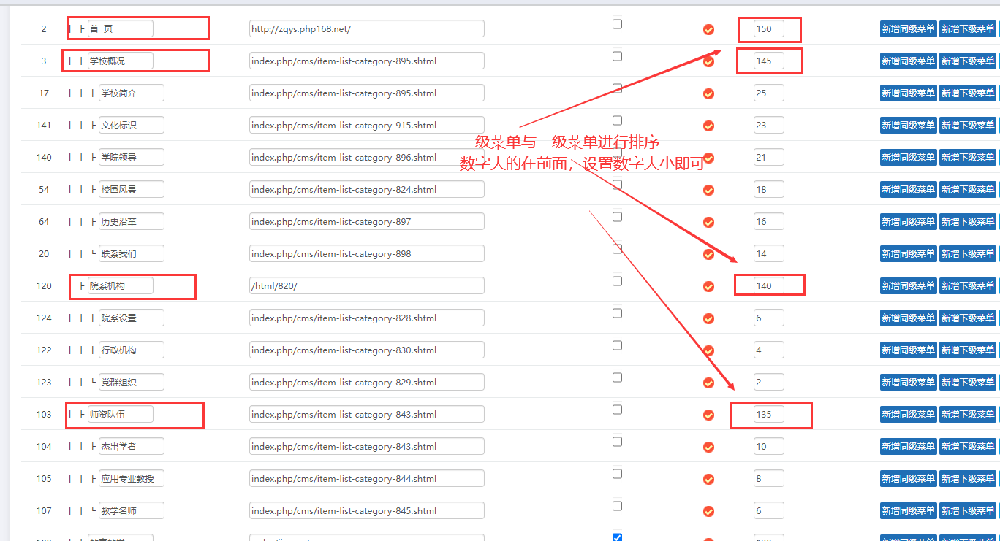 2 首 页 http://zqys.php168.net/ 150 新增同级菜单 新增下级菜单
3 学校概况 index.php/cms/item-list-category-895.shtml 145 新增同级菜单 新增下级菜单
17 学校简介 index.php/cms/item-list-category-895.shtml 25 新增同级菜单 新增下级菜单
141 文化标识 index.php/cms/item-list-category-915.shtml 23 新增同级菜单 新增下级菜单
一级菜单与一级菜单进行排序
140 学院领导 index.php/cms/item-list-category-896.shtml 21 新增同级菜单 新增下级菜单
数字大的在前面，设置数字大小即可
54 校园风景 index.php/cms/item-list-category-824.shtml 18 新增同级菜单 新增下级菜单
64 历史沿革 index.php/cms/item-list-category-897 16 新增同级菜单 新增下级菜单
20 联系我们 index.php/cms/item-list-category-898 14 新增同级菜单 新增下级菜单
120 院系机构 /html/820/ 140 新增同级菜单 新增下级菜单
124 院系设置 index.php/cms/item-list-category-828.shtml 6 新增同级菜单 新增下级菜单
122 行政机构 index.php/cms/item-list-category-830.shtml 4 新增同级菜单 新增下级菜单
123 党群组织 index.php/cms/item-list-category-829.shtml 2 新增同级菜单 新增下级菜单
103 师资队伍 index.php/cms/item-list-category-843.shtml 135 新增同级菜单 新增下级菜单
104 杰出学者 index.php/cms/item-list-category-843.shtml 10 新增同级菜单 新增下级菜单
105 应用专业教授 index.php/cms/item-list-category-844.shtml 8 新增同级菜单 新增下级菜单
107 教学名师 index.php/cms/item-list-category-845.shtml 6 新增同级菜单 新增下级菜单